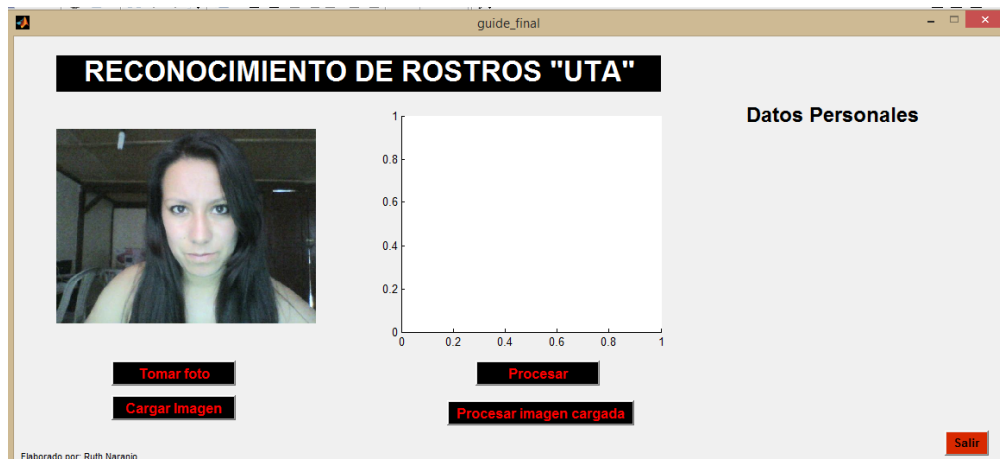 guide_final
RECONOCIMIENTO DE ROSTROS "UTA"
Datos Personales
1
0.8
0.6
0.4
0.2
0
0 0.2 0.4 0.6 0.8 1
Tomar foto
Procesar
Cargar Imagen
Procesar imagen cargada
Salir
Elaborado por: Ruth Naranjo